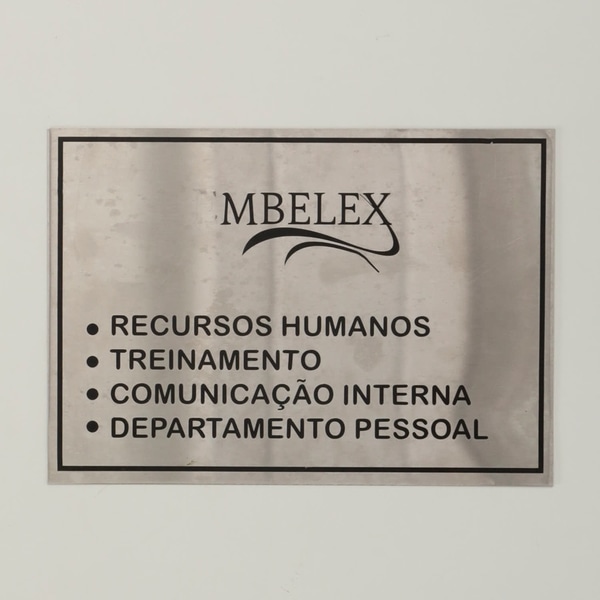 MBELEX
• RECURSOS HUMANOS
• TREINAMENTO
• COMUNICAÇÃO INTERNA
• DEPARTAMENTO PESSOAL